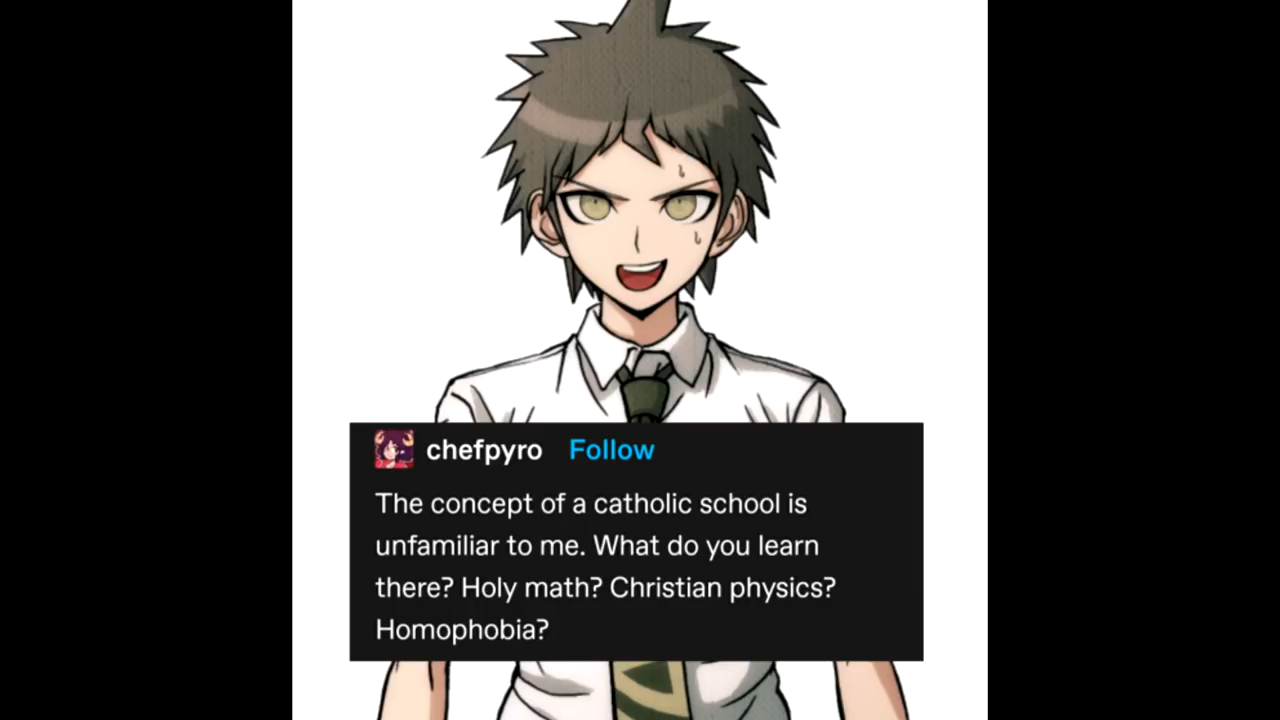 chefpyro Follow
The concept of a catholic school is
unfamiliar to me. What do you learn
there? Holy math? Christian physics?
Homophobia?